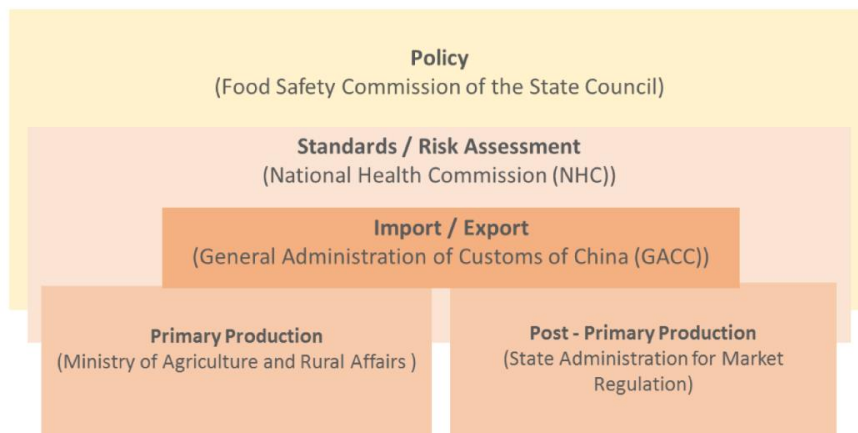 Policy
(Food Safety Commission of the State Council)
Standards / Risk Assessment
(National Health Commission (NHC))
Import / Export
(General Administration of Customs of China (GACC))
Primary Production
(Ministry of Agriculture and Rural Affairs )
Post - Primary Production
(State Administration for Market
Regulation)